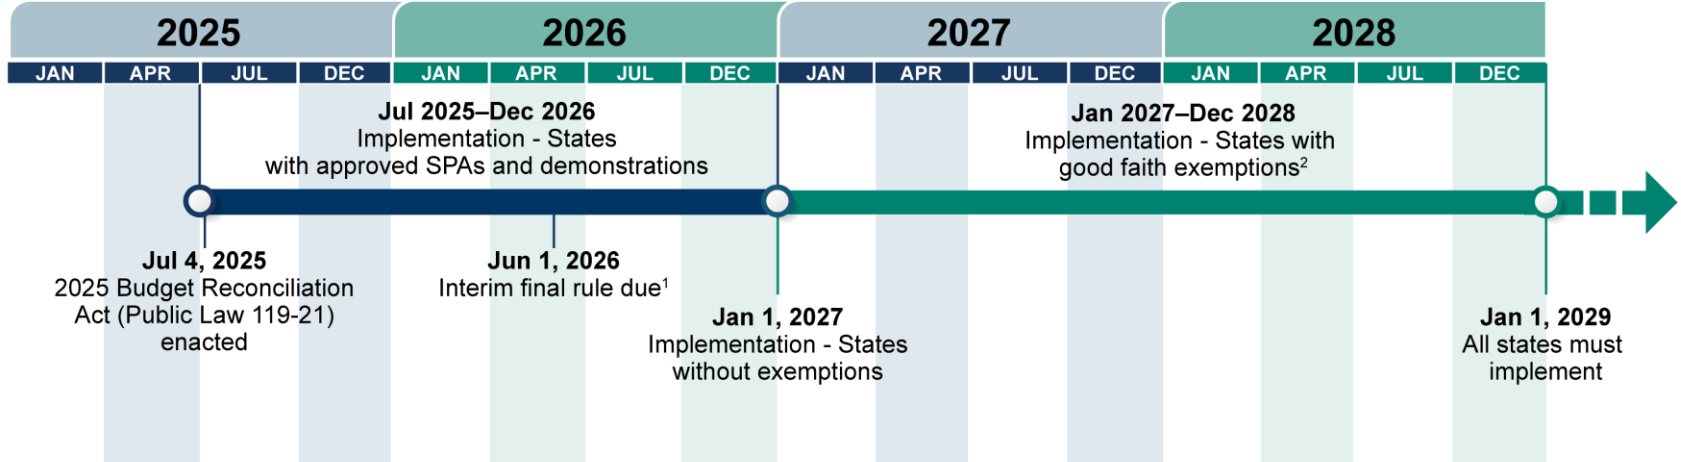 2025 2026 2027 2028
JAN APR JUL DEC JAN APR JUL DEC JAN APR JUL DEC JAN APR JUL DEC
Jul 2025–Dec 2026
Implementation - States
with approved SPAs and demonstrations
Jan 2027–Dec 2028
Implementation - States with
good faith exemptions²
Jul 4, 2025
2025 Budget Reconciliation
Act (Public Law 119-21)
enacted
Jun 1, 2026
Interim final rule due¹
Jan 1, 2027
Implementation - States
without exemptions
Jan 1, 2029
All states must
implement